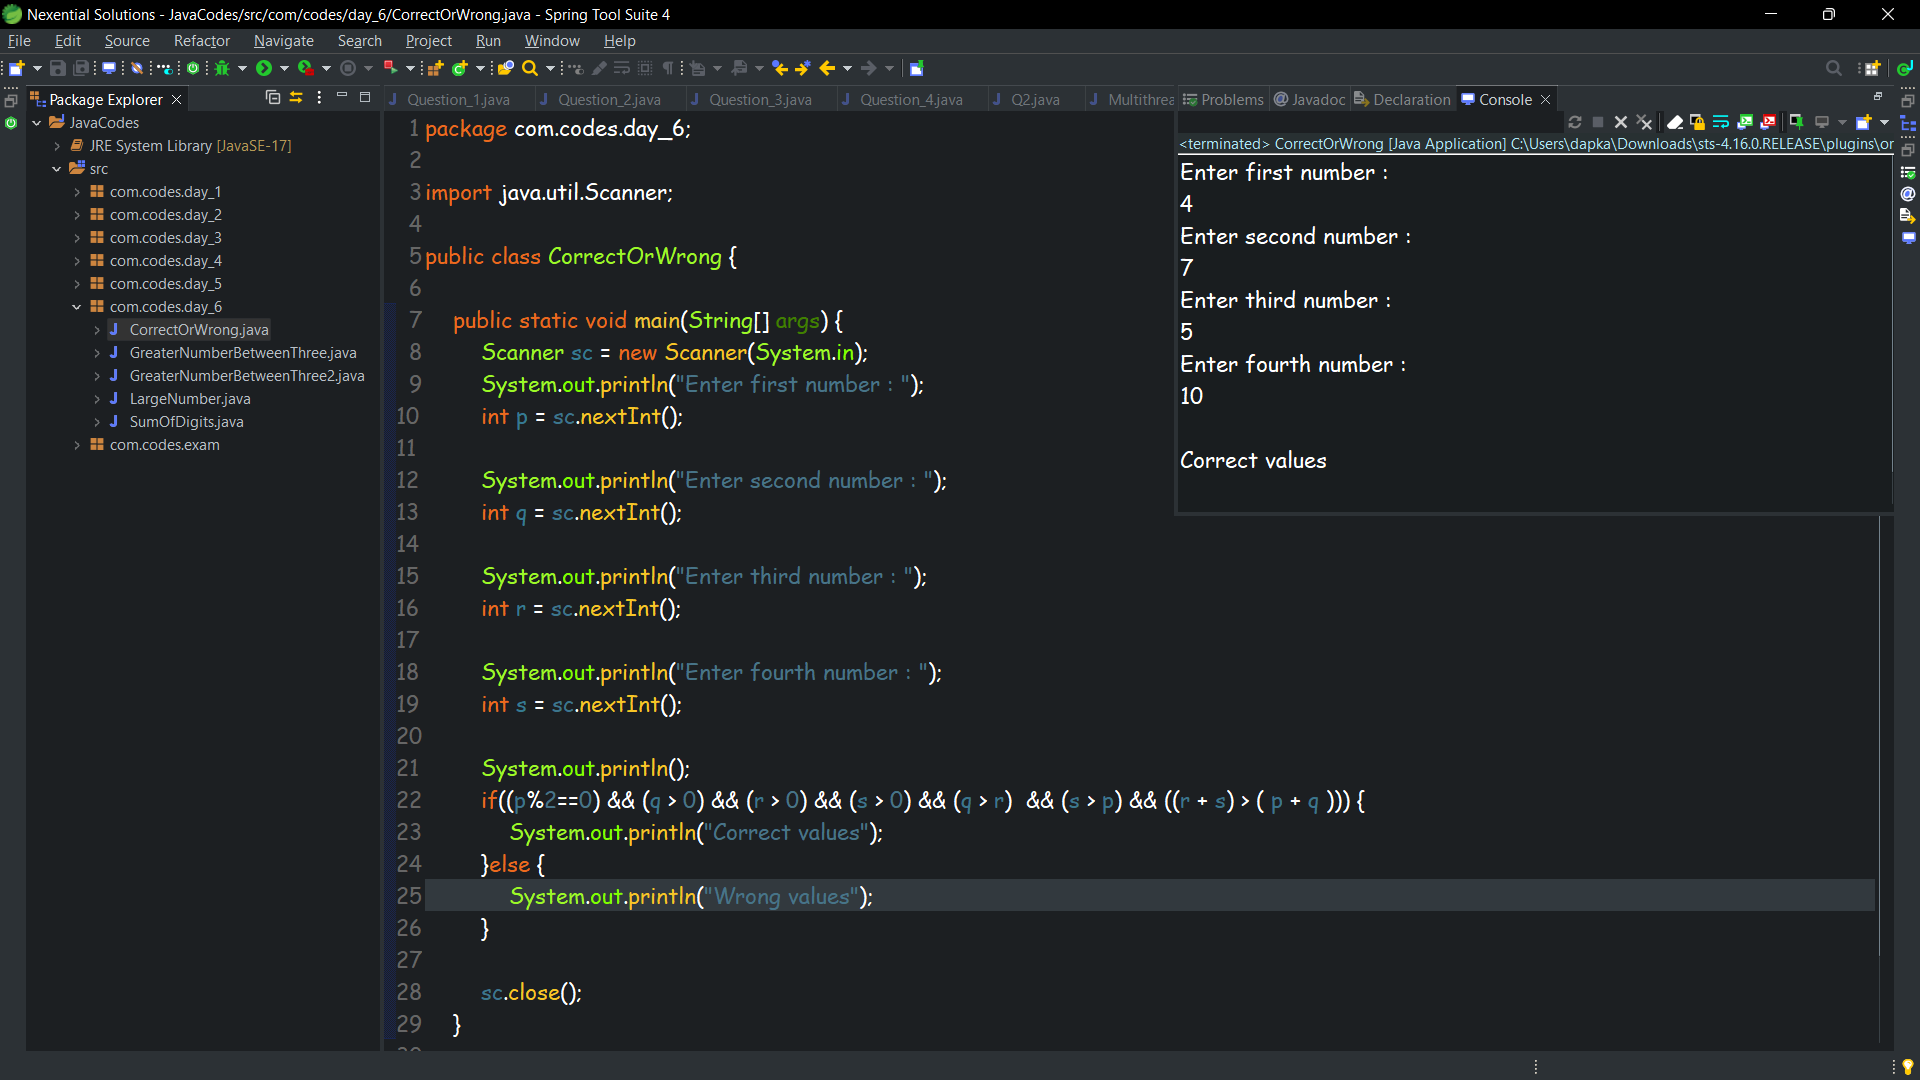 Nexential Solutions - JavaCodes/src/com/codes/day_6/CorrectOrWrong.java - Spring Tool Suite 4
File Edit Source Refactor Navigate Search Project Run Window Help
Package Explorer
JavaCodes
JRE System Library [JavaSE-17]
src
com.codes.day_1
com.codes.day_2
com.codes.day_3
com.codes.day_4
com.codes.day_5
com.codes.day_6
CorrectOrWrong.java
GreaterNumberBetweenThree.java
GreaterNumberBetweenThree2.java
LargeNumber.java
SumOfDigits.java
com.codes.exam
Question_1.java Question_2.java Question_3.java Question_4.java Q2.java Multithrea
1 package com.codes.day_6;
2
3 import java.util.Scanner;
4
5 public class CorrectOrWrong {
6
7 public static void main(String[] args) {
8 Scanner sc = new Scanner(System.in);
9 System.out.println("Enter first number : ");
10 int p = sc.nextInt();
11
12 System.out.println("Enter second number : ");
13 int q = sc.nextInt();
14
15 System.out.println("Enter third number : ");
16 int r = sc.nextInt();
17
18 System.out.println("Enter fourth number : ");
19 int s = sc.nextInt();
20
21 System.out.println();
22 if((p%2==0) && (q > 0) && (r > 0) && (s > 0) && (q > r)  && (s > p) && ((r + s) > ( p + q ))) {
23 System.out.println("Correct values");
24 }else {
25 System.out.println("Wrong values");
26 }
27
28 sc.close();
29 }
Problems @ Javadoc Declaration Console
<terminated> CorrectOrWrong [Java Application] C:\Users\dapka\Downloads\sts-4.16.0.RELEASE\plugins\or
Enter first number :
4
Enter second number :
7
Enter third number :
5
Enter fourth number :
10
Correct values